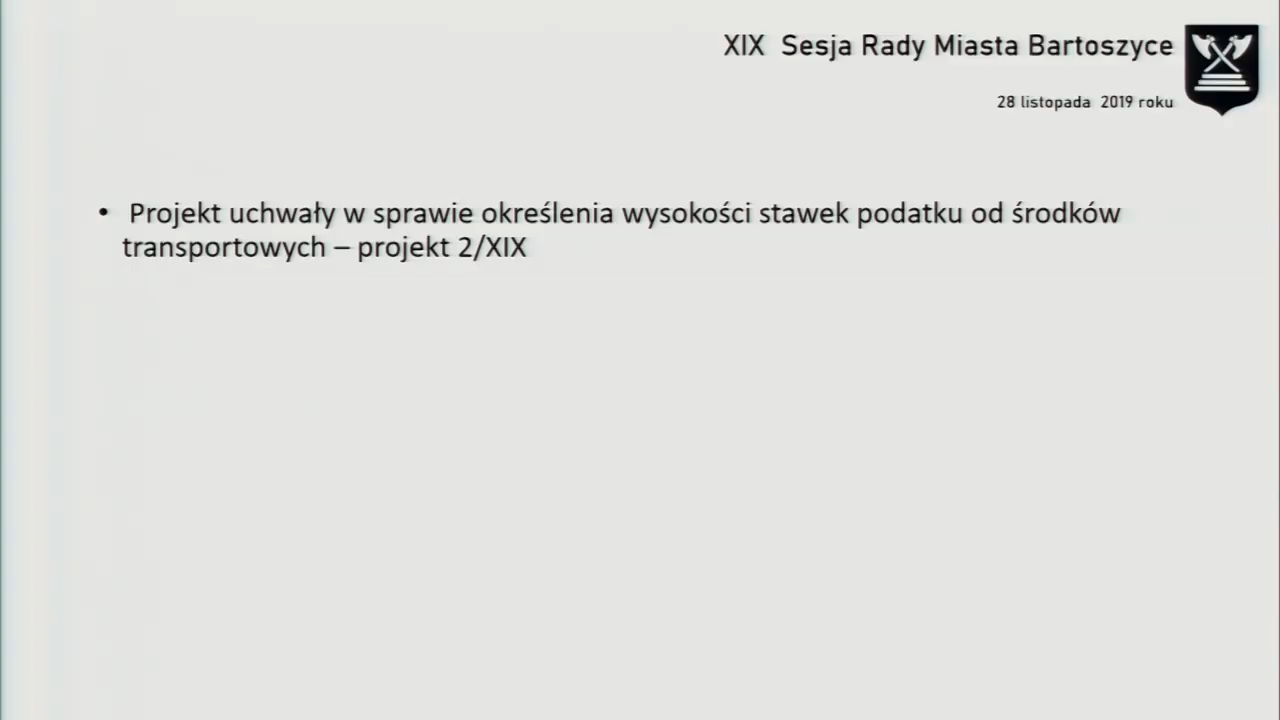 XIX Sesja Rady Miasta Bartoszyce
28 listopada 2019 roku
• Projekt uchwały w sprawie określenia wysokości stawek podatku od środków
transportowych – projekt 2/XIX